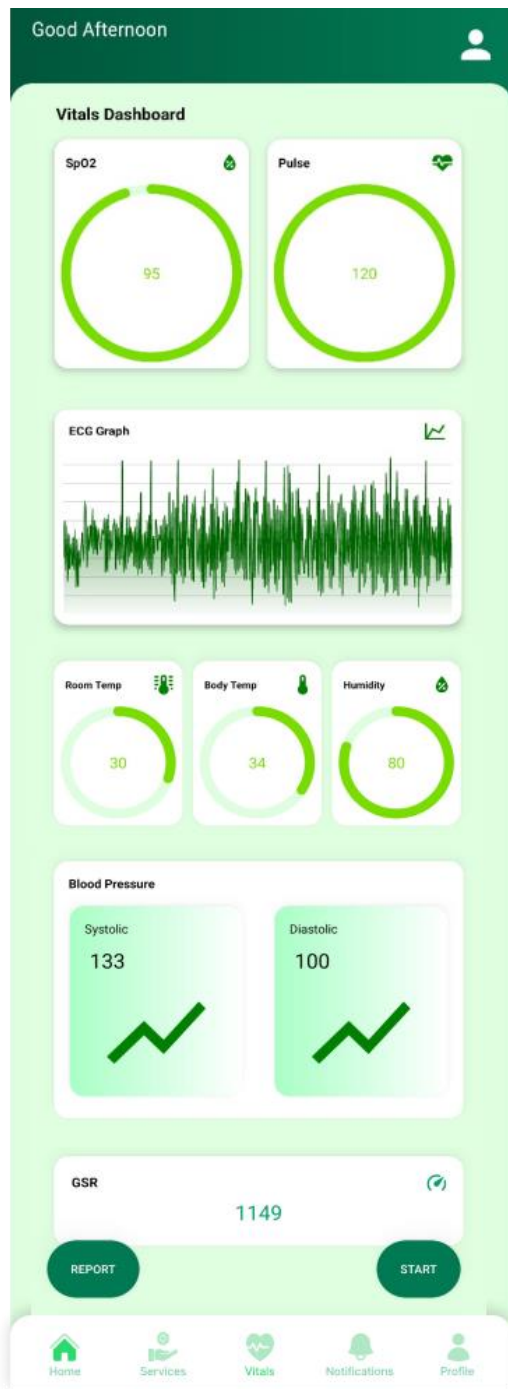 Good Afternoon
Vitals Dashboard
Sp02
Pulse
95
120
ECG Graph
Room Temp
Body Temp
Humidity
30
34
80
Blood Pressure
Systolic
Diastolic
133
100
GSR
1149
REPORT
START
Home
Services
Vitals
Notifications
Profile